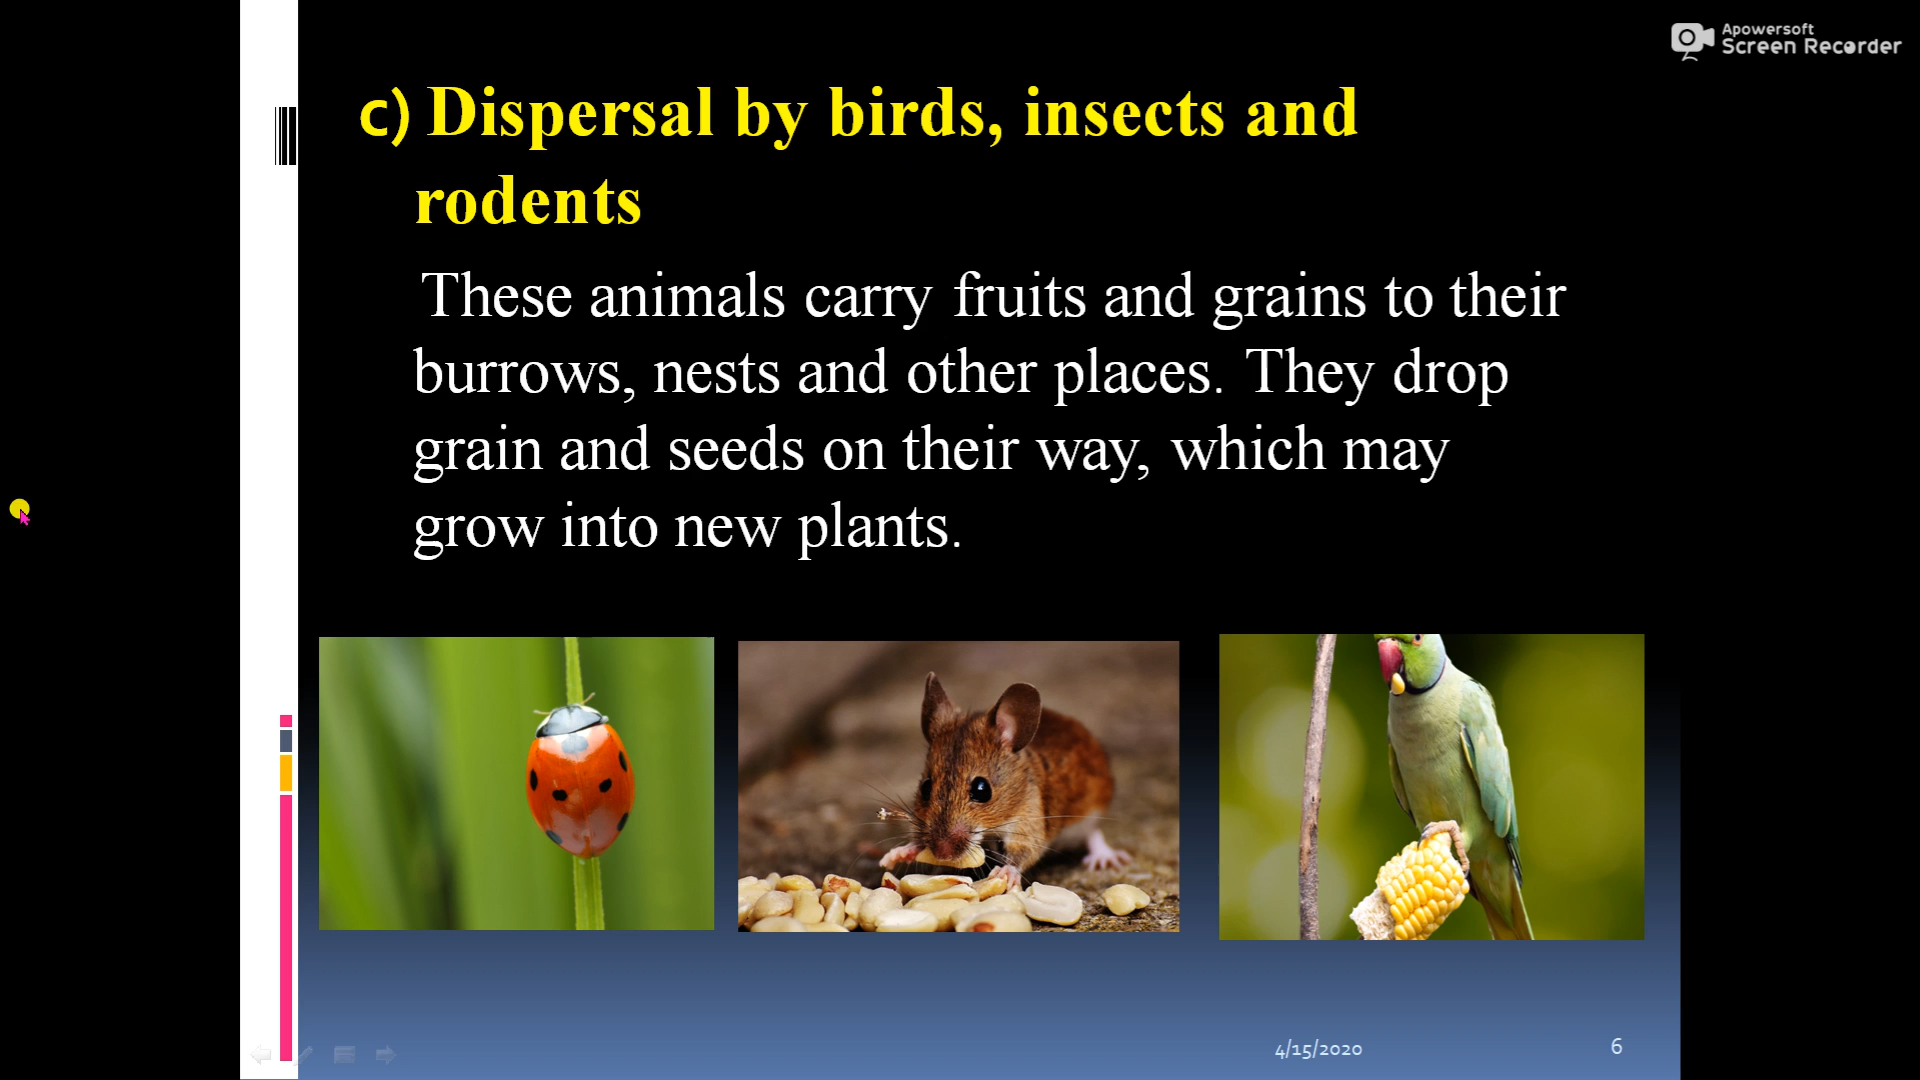 Apowersoft
Screen Recorder
c) Dispersal by birds, insects and
rodents
These animals carry fruits and grains to their
burrows, nests and other places. They drop
grain and seeds on their way, which may
grow into new plants.
4/15/2020
6